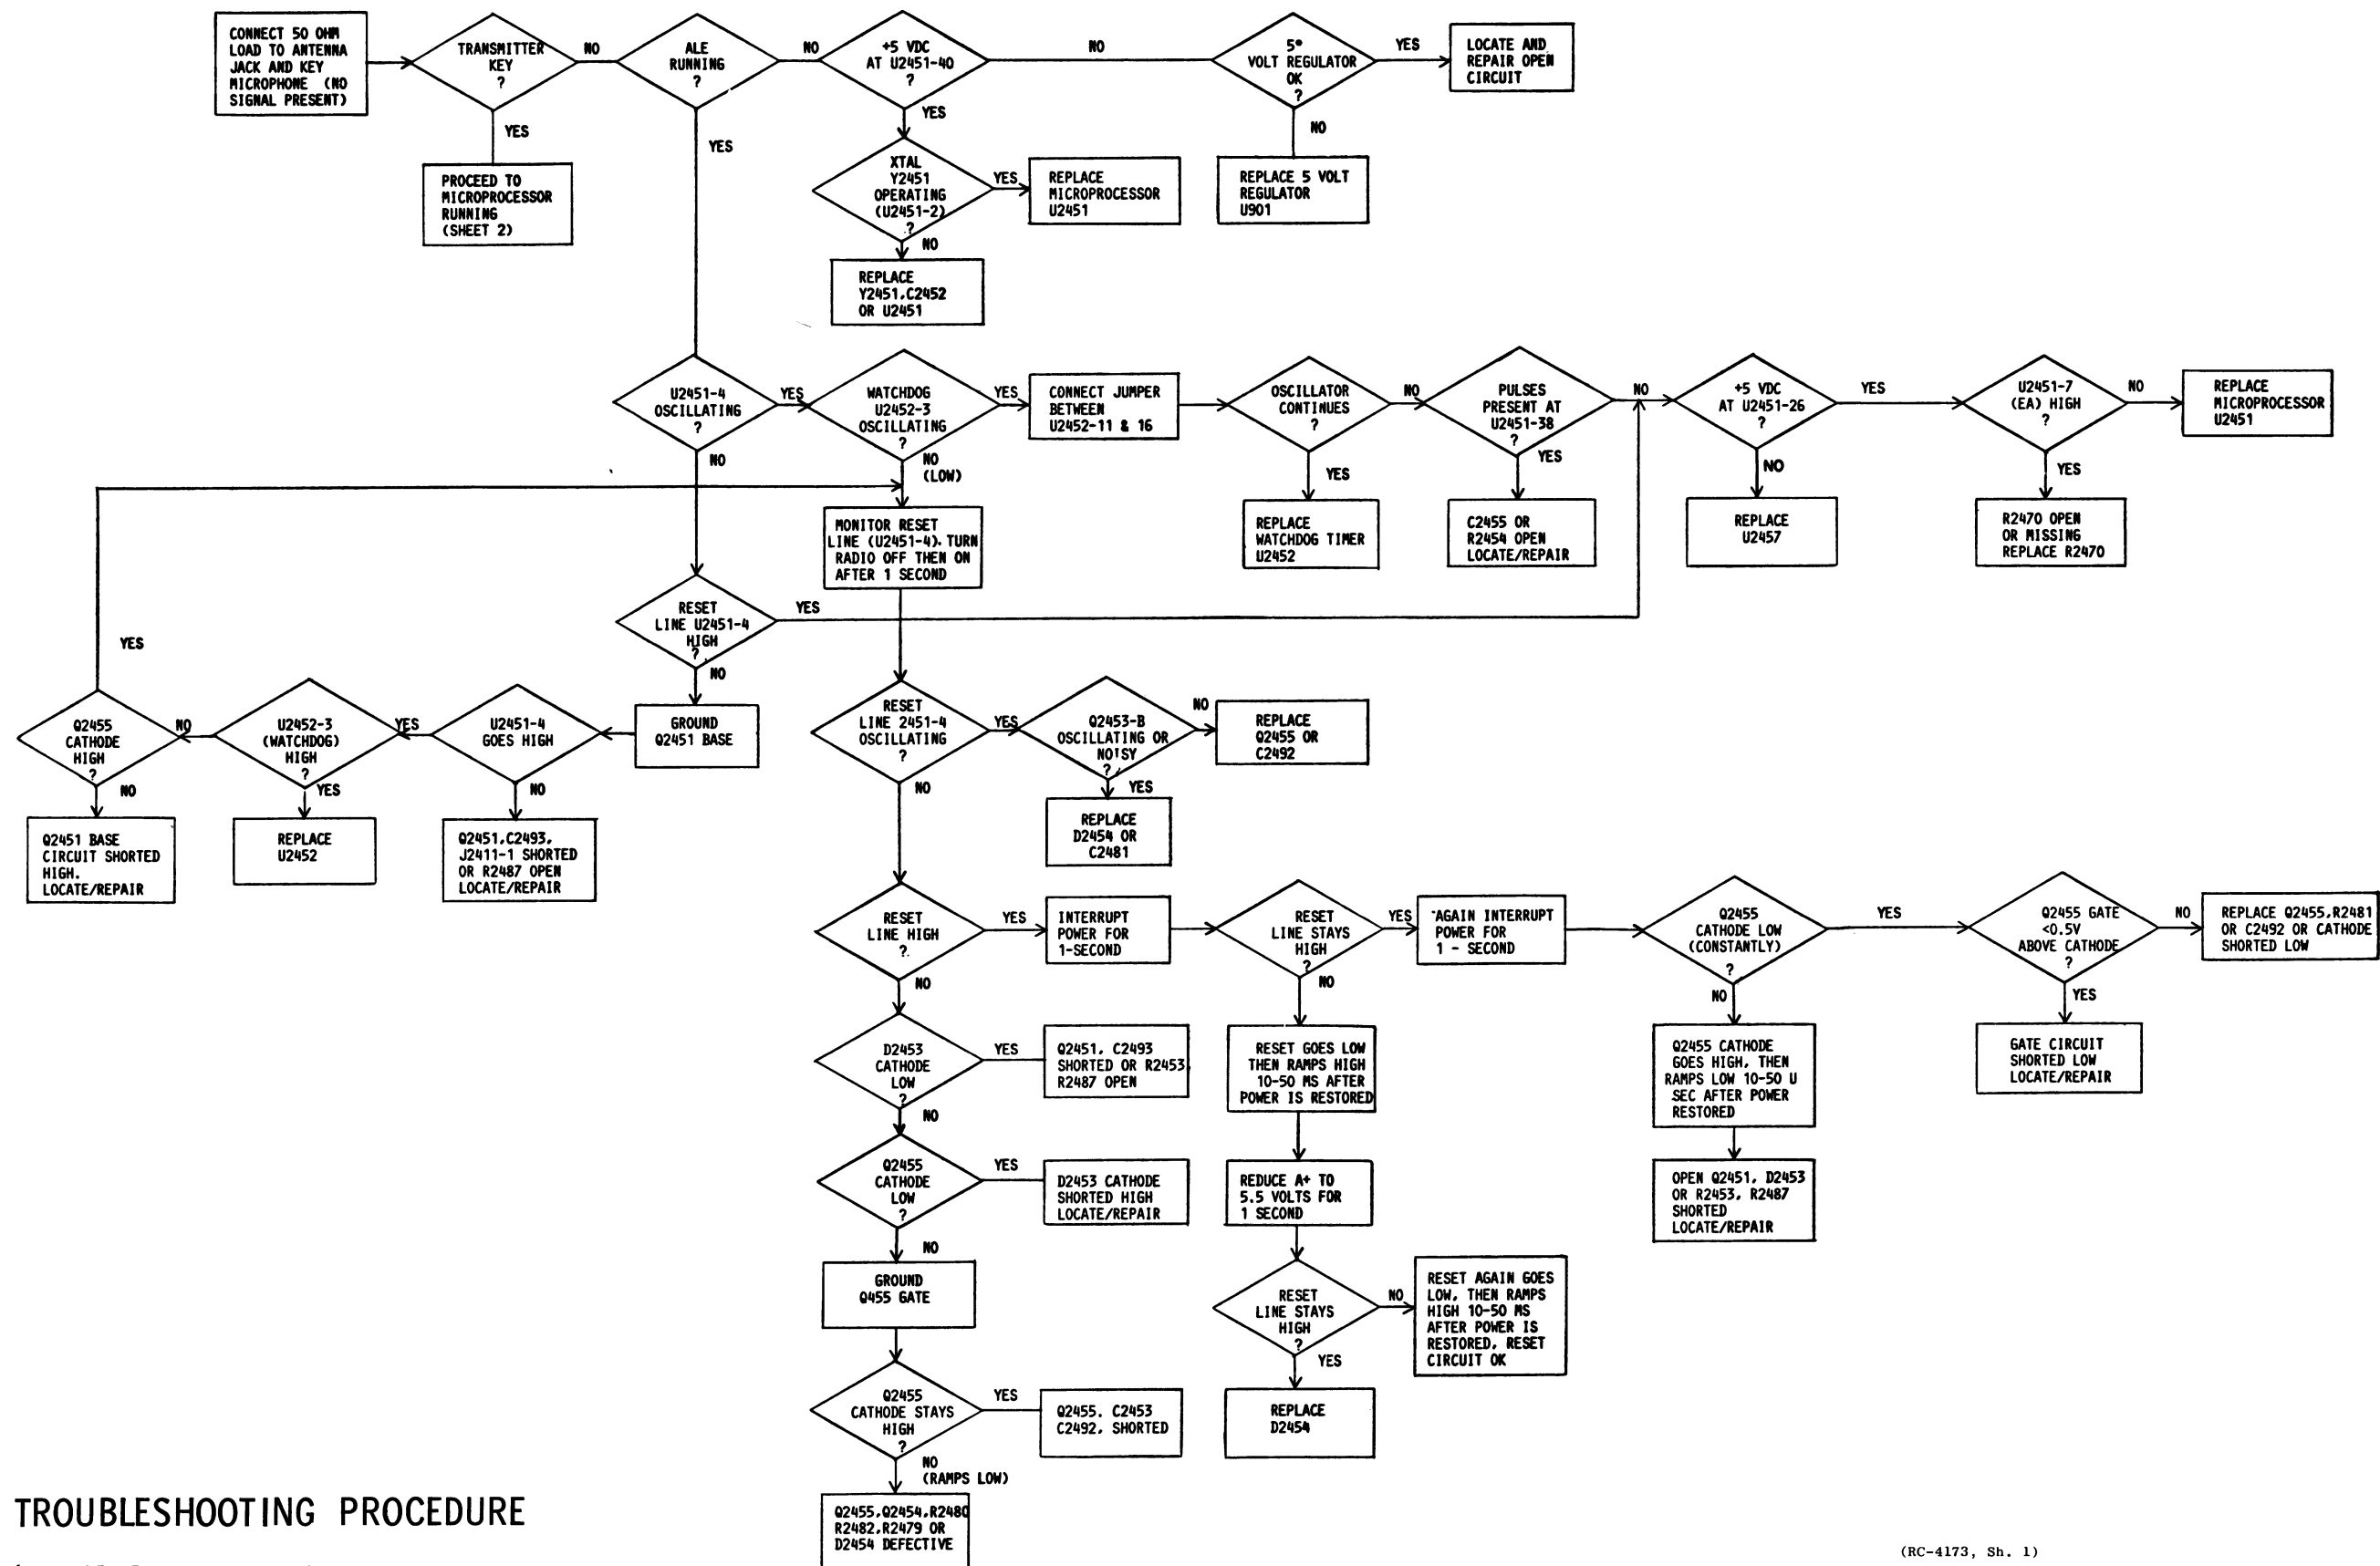 CONNECT 50 OHM
LOAD TO ANTENNA
JACK AND KEY
MICROPHONE (NO
SIGNAL PRESENT)
TRANSMITTER
KEY
?
NO
YES
PROCEED TO
MICROPROCESSOR
RUNNING
(SHEET 2)
ALE
RUNNING
?
NO
YES
+5 VDC
AT U2451-40
?
NO
YES
5*
VOLT REGULATOR
OK
?
YES
LOCATE AND
REPAIR OPEN
CIRCUIT
NO
REPLACE 5 VOLT
REGULATOR
U901
XTAL
Y2451
OPERATING
(U2451-2)
?
YES
REPLACE
MICROPROCESSOR
U2451
NO
REPLACE
Y2451,C2452
OR U2451
U2451-4
OSCILLATING
?
YES
NO
WATCHDOG
U2452-3
OSCILLATING
?
YES
NO
(LOW)
CONNECT JUMPER
BETWEEN
U2452-11 & 16
OSCILLATOR
CONTINUES
?
NO
YES
REPLACE
WATCHDOG TIMER
U2452
PULSES
PRESENT AT
U2451-38
?
NO
YES
C2455 OR
R2454 OPEN
LOCATE/REPAIR
+5 VDC
AT U2451-26
?
YES
NO
REPLACE
U2457
U2451-7
(EA) HIGH
?
NO
REPLACE
MICROPROCESSOR
U2451
YES
R2470 OPEN
OR MISSING
REPLACE R2470
MONITOR RESET
LINE (U2451-4). TURN
RADIO OFF THEN ON
AFTER 1 SECOND
RESET
LINE U2451-4
HIGH
?
YES
NO
GROUND
Q2451 BASE
U2451-4
GOES HIGH
YES
NO
Q2451,C2493,
J2411-1 SHORTED
OR R2487 OPEN
LOCATE/REPAIR
U2452-3
(WATCHDOG)
HIGH
?
NO
YES
REPLACE
U2452
Q2455
CATHODE
HIGH
?
YES
NO
Q2451 BASE
CIRCUIT SHORTED
HIGH.
LOCATE/REPAIR
RESET
LINE 2451-4
OSCILLATING
?
YES
NO
Q2453-B
OSCILLATING OR
NOISY
?
NO
REPLACE
Q2455 OR
C2492
YES
REPLACE
D2454 OR
C2481
RESET
LINE HIGH
?
YES
NO
INTERRUPT
POWER FOR
1-SECOND
RESET
LINE STAYS
HIGH
?
YES
NO
AGAIN INTERRUPT
POWER FOR
1 - SECOND
Q2455
CATHODE LOW
(CONSTANTLY)
?
YES
NO
Q2455 GATE
<0.5V
ABOVE CATHODE
?
NO
REPLACE Q2455,R2481
OR C2492 OR CATHODE
SHORTED LOW
YES
GATE CIRCUIT
SHORTED LOW
LOCATE/REPAIR
Q2455 CATHODE
GOES HIGH, THEN
RAMPS LOW 10-50 U
SEC AFTER POWER
RESTORED
OPEN Q2451, D2453
OR R2453, R2487
SHORTED
LOCATE/REPAIR
RESET GOES LOW
THEN RAMPS HIGH
10-50 MS AFTER
POWER IS RESTORED
REDUCE A+ TO
5.5 VOLTS FOR
1 SECOND
RESET
LINE STAYS
HIGH
?
NO
RESET AGAIN GOES
LOW, THEN RAMPS
HIGH 10-50 MS
AFTER POWER IS
RESTORED, RESET
CIRCUIT OK
YES
REPLACE
D2454
D2453
CATHODE
LOW
?
YES
Q2451, C2493
SHORTED OR R2453,
R2487 OPEN
NO
Q2455
CATHODE
LOW
?
YES
D2453 CATHODE
SHORTED HIGH
LOCATE/REPAIR
NO
GROUND
Q455 GATE
Q2455
CATHODE STAYS
HIGH
?
YES
Q2455, C2453
C2492, SHORTED
NO
(RAMPS LOW)
Q2455,Q2454,R2480
R2482,R2479 OR
D2454 DEFECTIVE
TROUBLESHOOTING PROCEDURE
(RC-4173, Sh. 1)